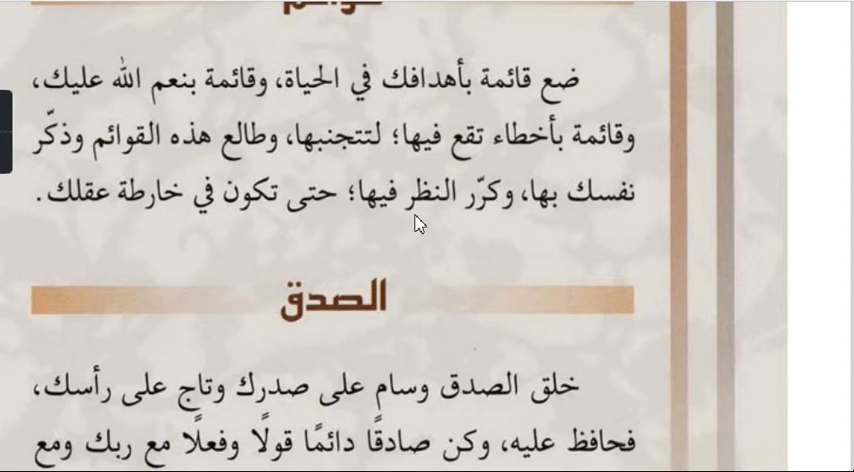 ضع قائمة بأهدافك في الحياة، وقائمة بنعم الله عليك،
وقائمة بأخطاء تقع فيها؛ لتتجنبها، وطالع هذه القوائم وذكّر
نفسك بها، وكرّر النظر فيها؛ حتى تكون في خارطة عقلك.
الصدق
خلق الصدق وسام على صدرك وتاج على رأسك،
فحافظ عليه، وكن صادقًا دائمًا قولًا وفعلًا مع ربك ومع